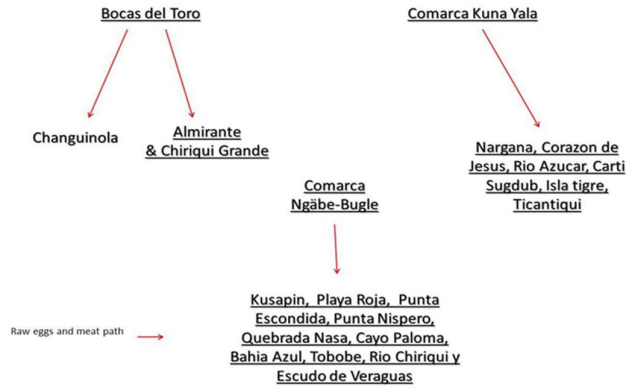 Bocas del Toro
Comarca Kuna Yala
Changuinola
Almirante
& Chiriqui Grande
Nargana, Corazon de
Jesus, Rio Azucar, Carti
Sugdub, Isla tigre,
Ticantiqui
Comarca
Ngäbe-Bugle
Kusapin, Playa Roja, Punta
Escondida, Punta Nispero,
Quebrada Nasa, Cayo Paloma,
Bahia Azul, Tobobe, Rio Chiriqui y
Escudo de Veraguas
Raw eggs and meat path